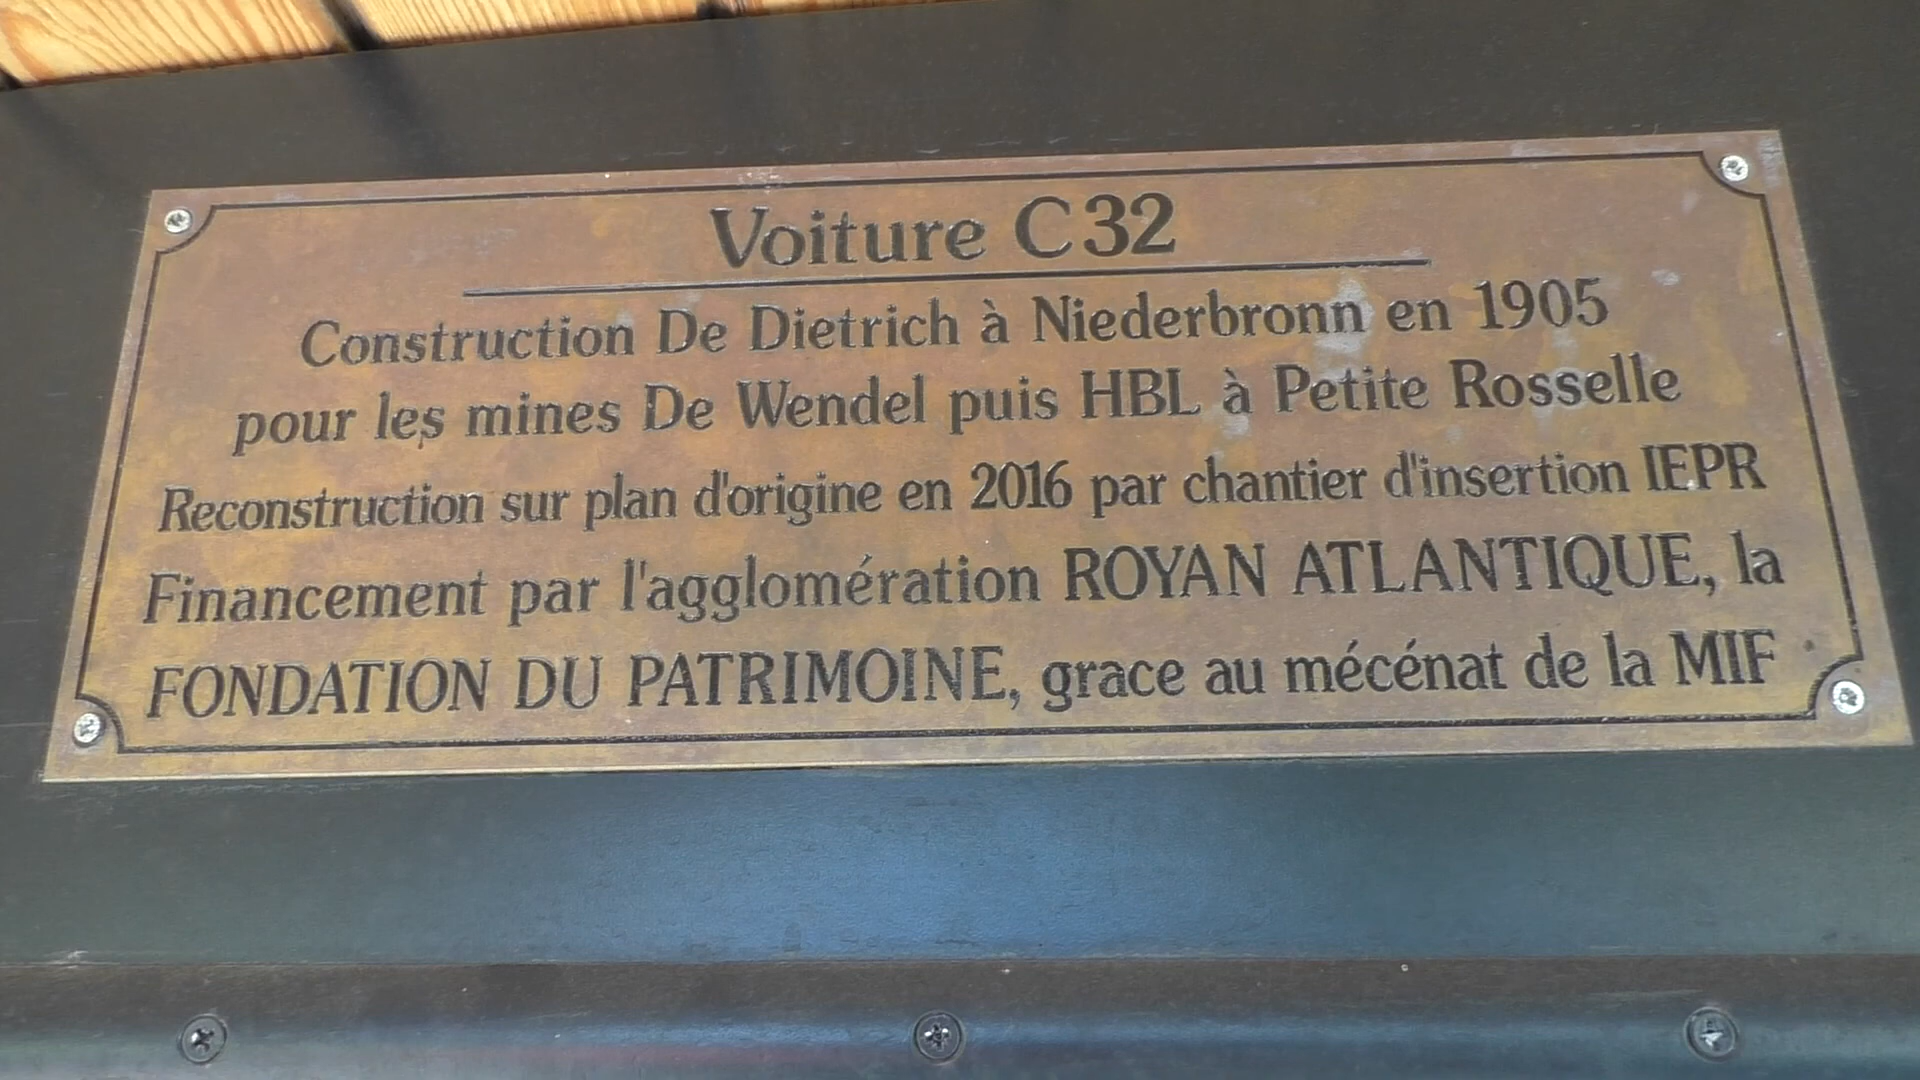 Voiture C32
Construction De Dietrich à Niederbronn en 1905
pour les mines De Wendel puis HBL à Petite Rosselle
Reconstruction sur plan d'origine en 2016 par chantier d'insertion IEPR
Financement par l'agglomération ROYAN ATLANTIQUE, la
FONDATION DU PATRIMOINE, grace au mécénat de la MIF